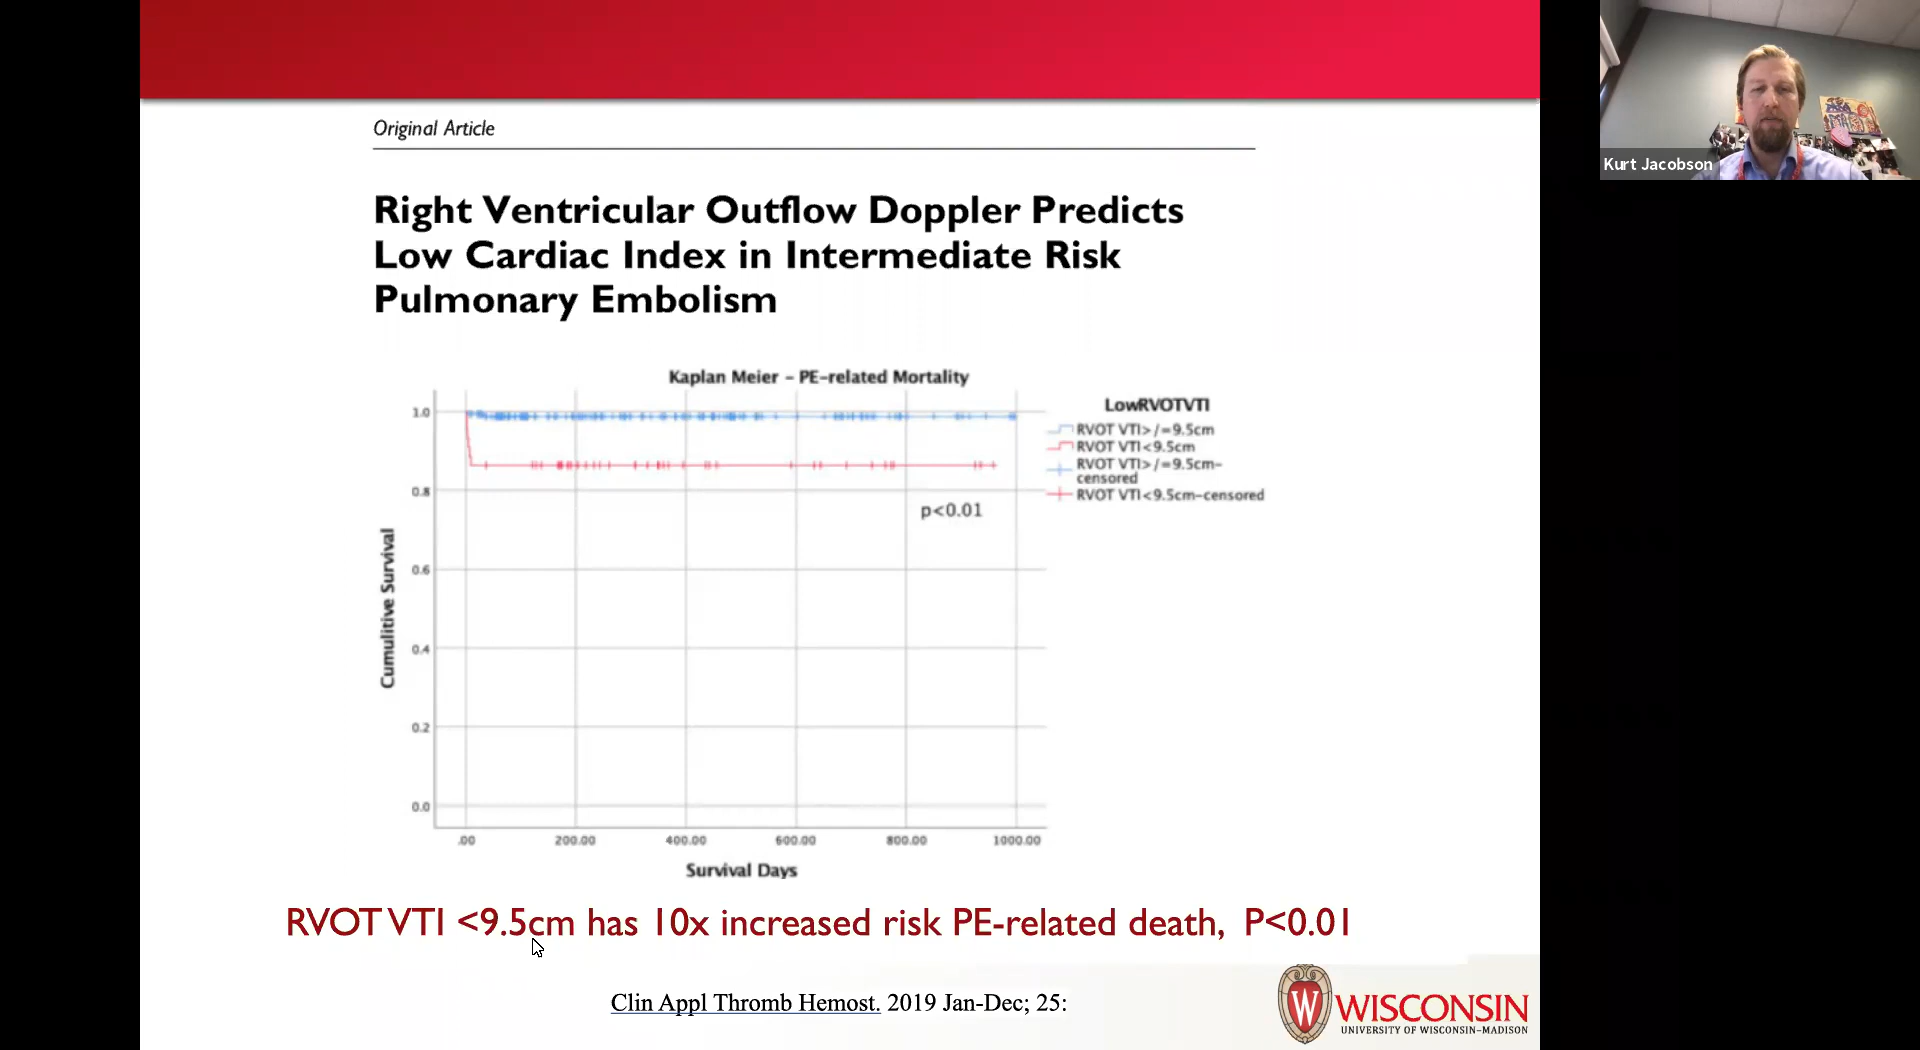 Original Article
Right Ventricular Outflow Doppler Predicts
Low Cardiac Index in Intermediate Risk
Pulmonary Embolism
Kaplan Meier - PE-related Mortality
LowRVOTVTI
RVOT VTI>/=9.5cm
RVOT VTI<9.5cm
RVOT VTI>/=9.5cm-
censored
RVOT VTI<9.5cm-censored
p<0.01
Cumulitive Survival
1.0
0.8
0.6
0.4
0.2
0.0
.00 200.00 400.00 600.00 800.00 1000.00
Survival Days
RVOT VTI <9.5cm has 10x increased risk PE-related death, P<0.01
Clin Appl Thromb Hemost. 2019 Jan-Dec; 25:
W WISCONSIN
UNIVERSITY OF WISCONSIN–MADISON
Kurt Jacobson